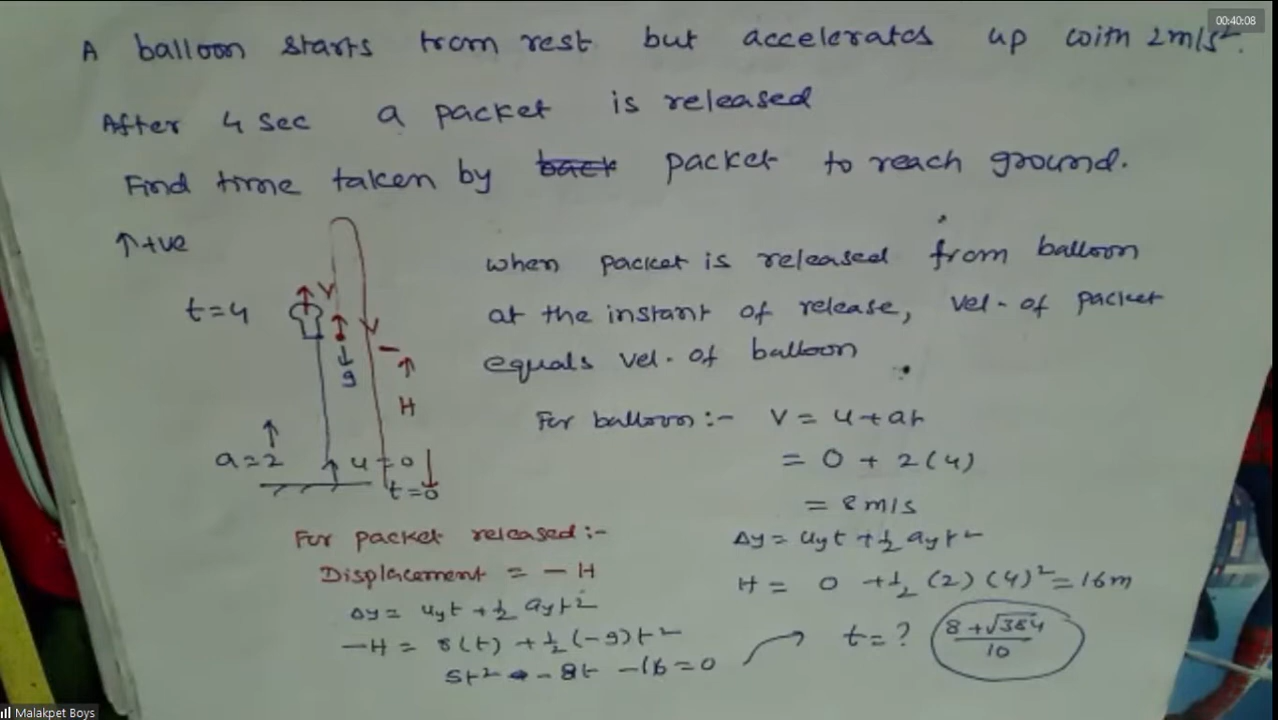 00:40:08
A balloon starts from rest but accelerates up with 2m/s².
After 4 sec a packet is released
Find time taken by back packet to reach ground.
↑+ve
t=4
V
g
H
a=2
u=0
t=0
when packet is released from balloon
at the instant of release, vel. of packet
equals vel. of balloon
For balloon :- V = u+at
= 0 + 2(4)
= 8 m/s
Δy = uyt + ½ ayt²
H = 0 + ½ (2) (4)² = 16m
For packet released :-
Displacement = -H
Δy = uyt + ½ ayt²
-H = 8(t) + ½ (-g) t²
5t² - 8t - 16 = 0
t = ? 8+√384 / 10
Malakpet Boys